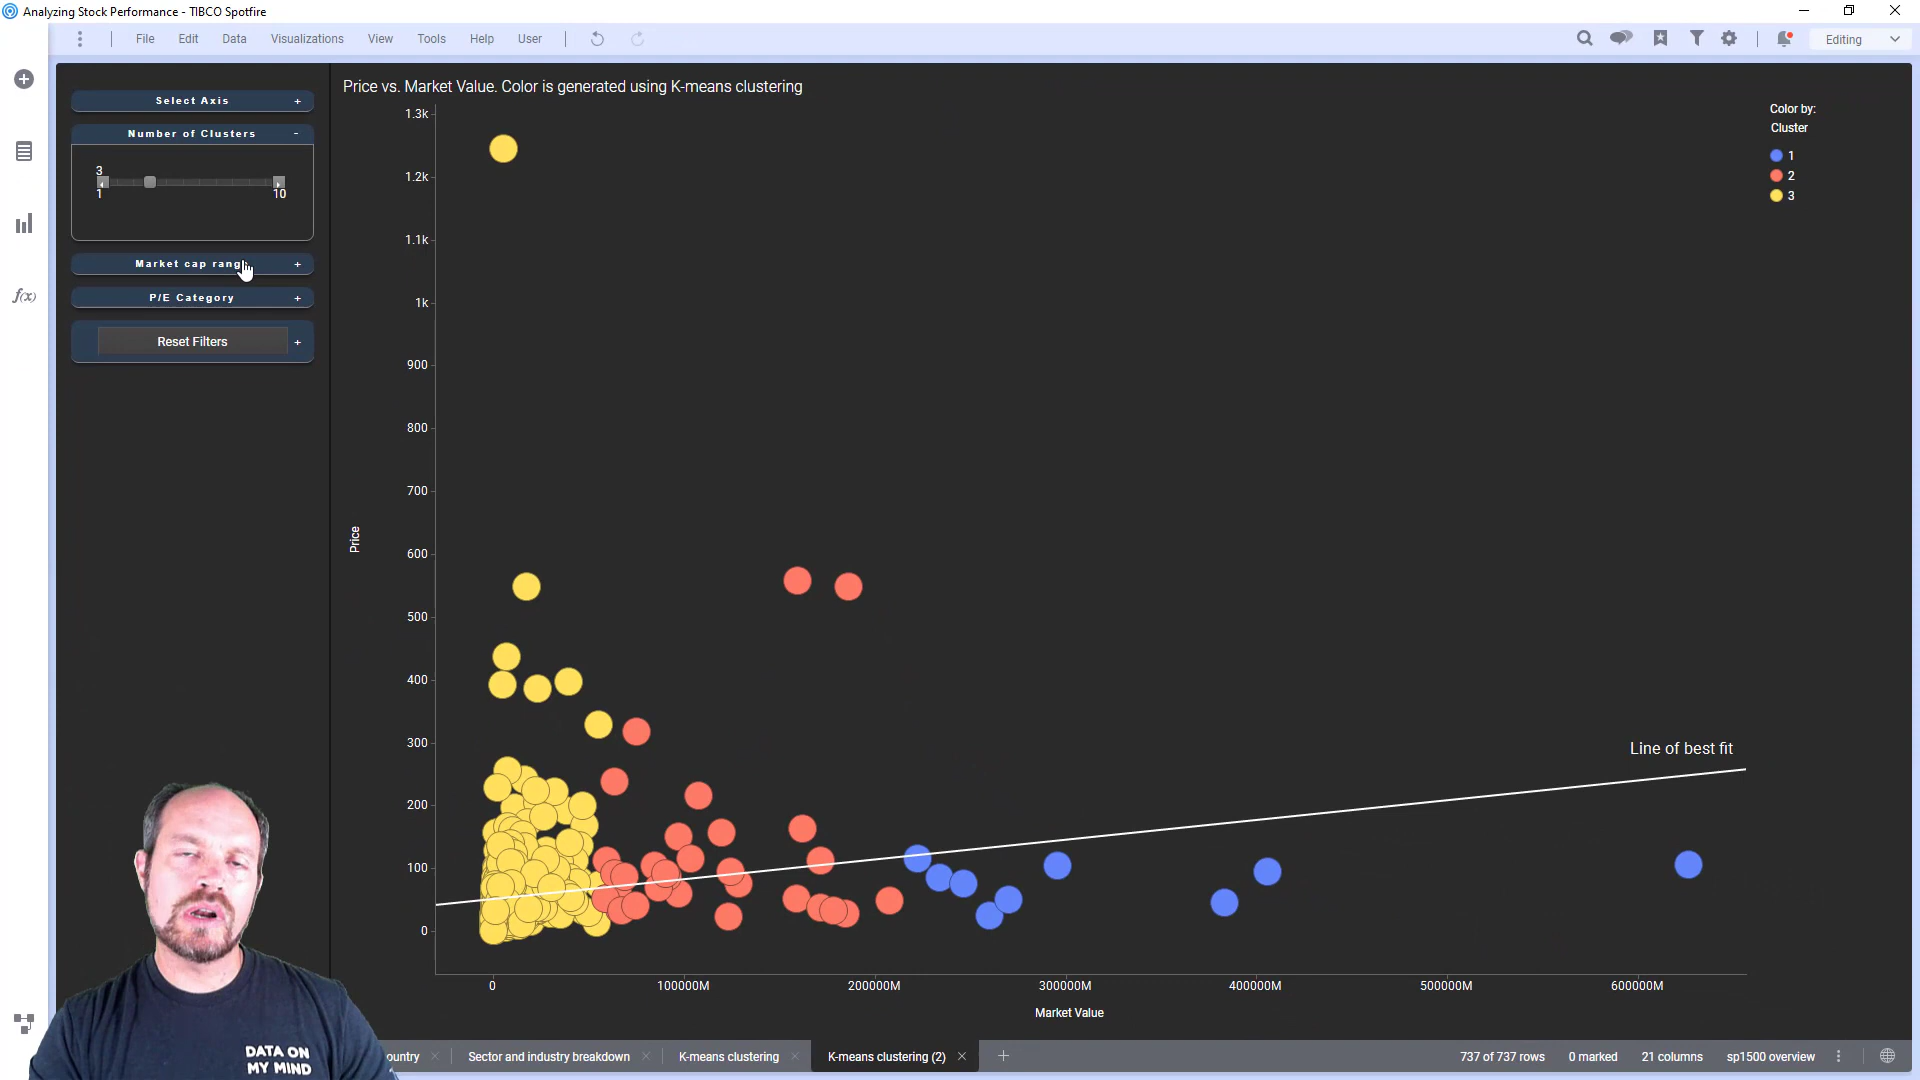 Analyzing Stock Performance - TIBCO Spotfire
File Edit Data Visualizations View Tools Help User
Editing
Select Axis +
Number of Clusters -
3
1 10
Market cap rang +
P/E Category +
Reset Filters +
f(x)
Price vs. Market Value. Color is generated using K-means clustering
1.3k
1.2k
1.1k
1k
900
800
700
600
500
400
300
200
100
0
Price
Line of best fit
0 100000M 200000M 300000M 400000M 500000M 600000M
Market Value
Color by:
Cluster
1
2
3
DATA ON
MY MIND
ountry Sector and industry breakdown K-means clustering K-means clustering (2) 737 of 737 rows 0 marked 21 columns sp1500 overview